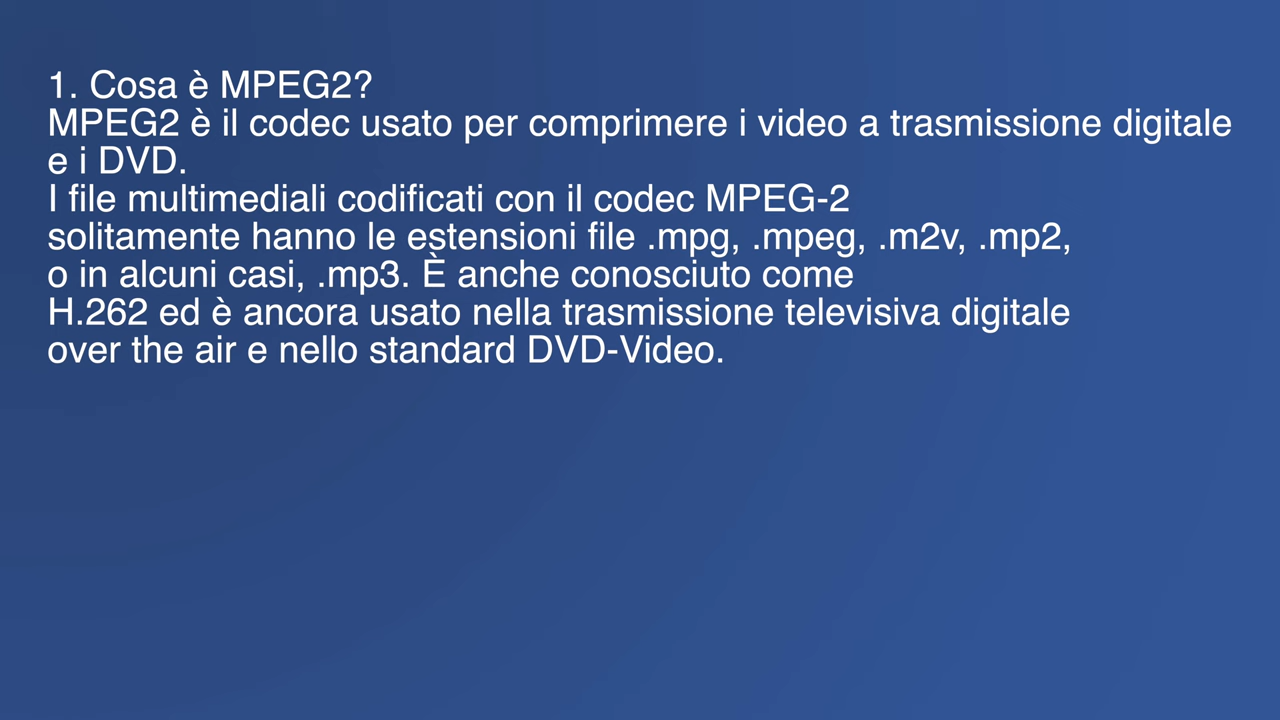 1. Cosa è MPEG2?
MPEG2 è il codec usato per comprimere i video a trasmissione digitale
e i DVD.
I file multimediali codificati con il codec MPEG-2
solitamente hanno le estensioni file .mpg, .mpeg, .m2v, .mp2,
o in alcuni casi, .mp3. È anche conosciuto come
H.262 ed è ancora usato nella trasmissione televisiva digitale
over the air e nello standard DVD-Video.